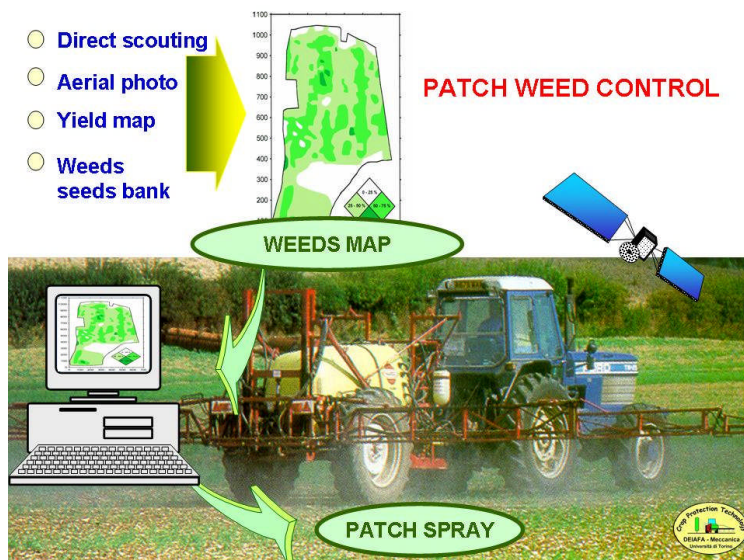 Direct scouting
Aerial photo
Yield map
Weeds
seeds bank
1100
1000
900
800
700
600
500
400
300
200
100
0 - 25 %
25 - 50 %
50 - 75 %
PATCH WEED CONTROL
WEEDS MAP
PATCH SPRAY
Crop Protection Technology
DEIAFA - Meccanica
Università di Torino